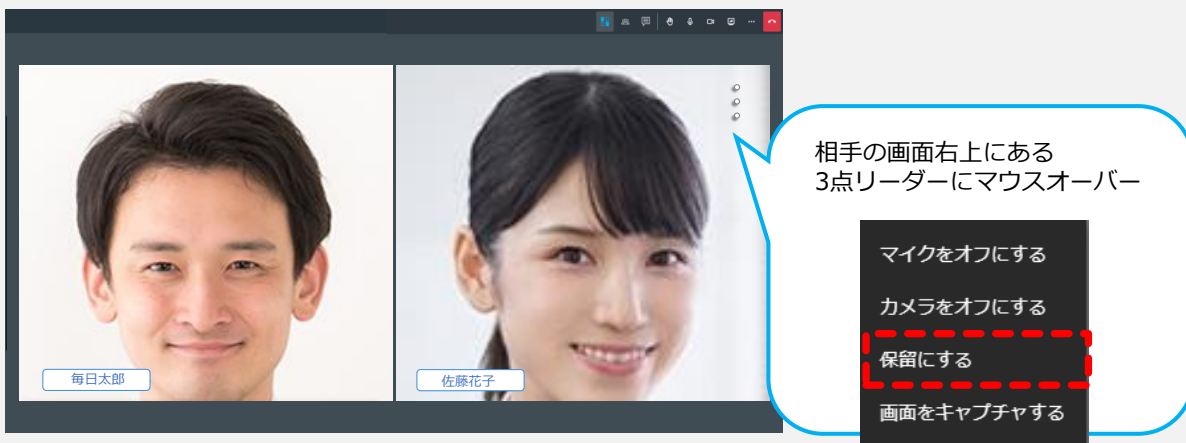 相手の画面右上にある
3点リーダーにマウスオーバー
マイクをオフにする
カメラをオフにする
保留にする
画面をキャプチャする
毎日太郎
佐藤花子